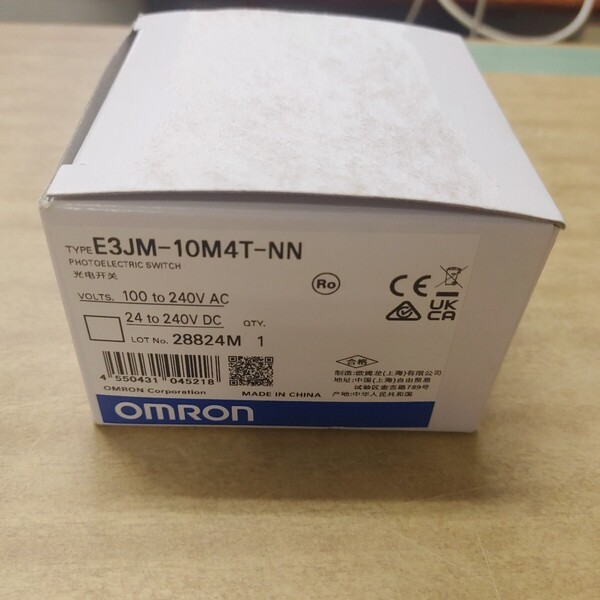 TYPE E3JM-10M4T-NN
PHOTOELECTRIC SWITCH
光电开关
Ro
CE
UK
CA
VOLTS. 100 to 240V AC
24 to 240V DC QTY.
LOT No. 28824M 1
4 550431 045218
OMRON Corporation
MADE IN CHINA
合格
制造:欧姆龙(上海)有限公司
地址:中国(上海)自由贸易
试验区金吉路789号
产地:中华人民共和国
OMRON